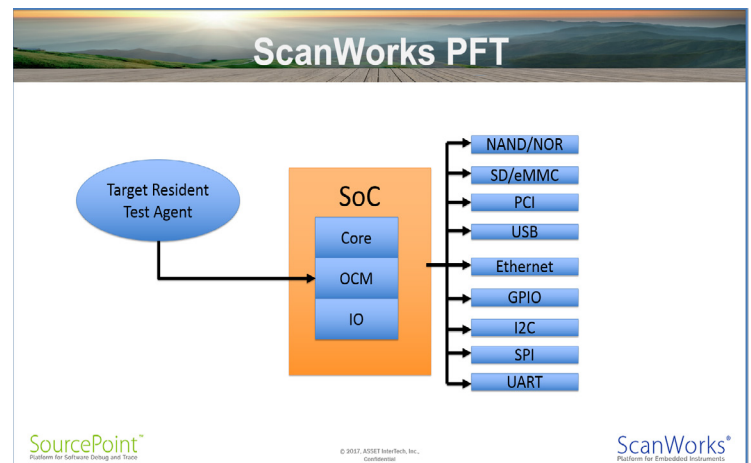 ScanWorks PFT
Target Resident
Test Agent
SoC
Core
OCM
IO
NAND/NOR
SD/eMMC
PCI
USB
Ethernet
GPIO
I2C
SPI
UART
SourcePoint™
Platform for Software Debug and Trace
© 2017, ASSET InterTech, Inc.,
Confidential
ScanWorks®
Platform for Embedded Instruments